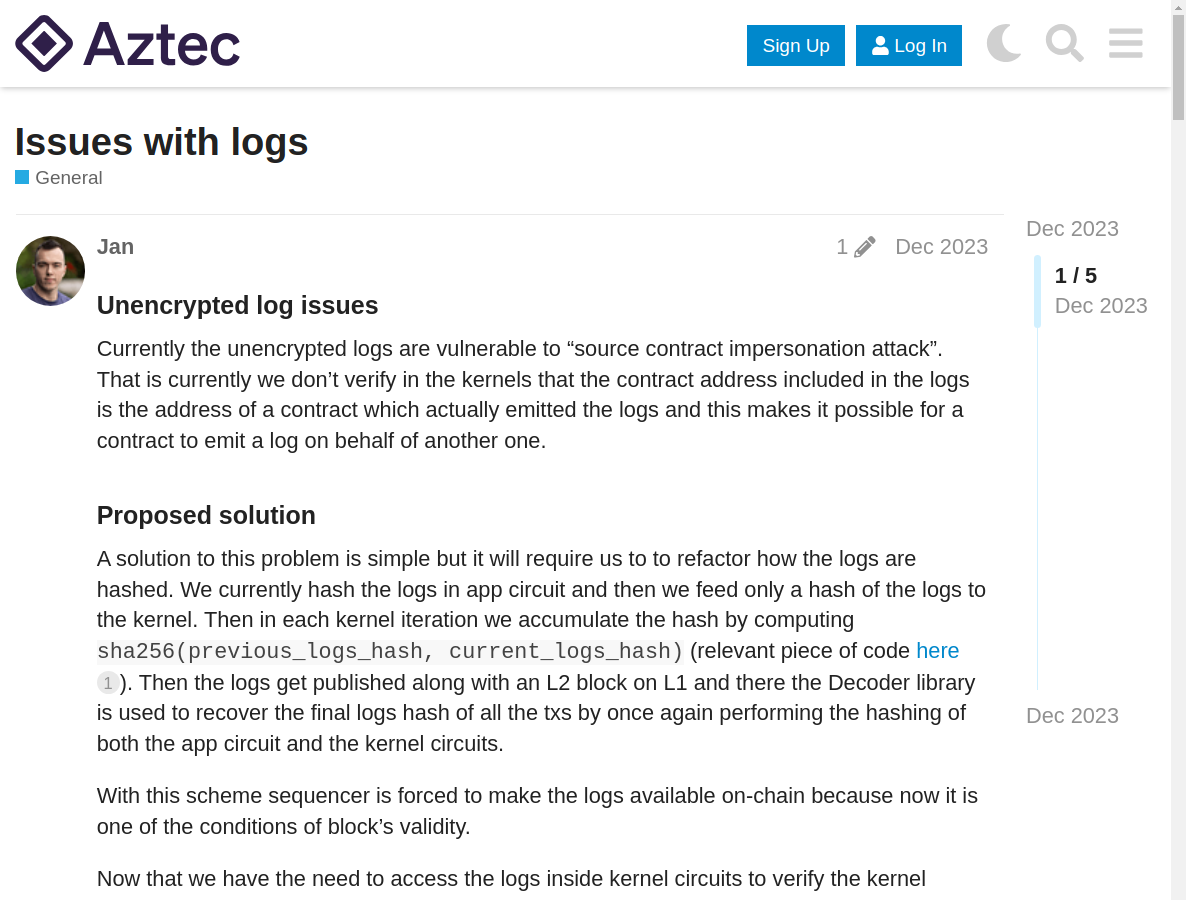 Aztec
Sign Up
Log In
Issues with logs
General
Jan
1
Dec 2023
Unencrypted log issues
Currently the unencrypted logs are vulnerable to “source contract impersonation attack”.
That is currently we don’t verify in the kernels that the contract address included in the logs
is the address of a contract which actually emitted the logs and this makes it possible for a
contract to emit a log on behalf of another one.
Proposed solution
A solution to this problem is simple but it will require us to to refactor how the logs are
hashed. We currently hash the logs in app circuit and then we feed only a hash of the logs to
the kernel. Then in each kernel iteration we accumulate the hash by computing
sha256(previous_logs_hash, current_logs_hash) (relevant piece of code here
1). Then the logs get published along with an L2 block on L1 and there the Decoder library
is used to recover the final logs hash of all the txs by once again performing the hashing of
both the app circuit and the kernel circuits.
With this scheme sequencer is forced to make the logs available on-chain because now it is
one of the conditions of block’s validity.
Now that we have the need to access the logs inside kernel circuits to verify the kernel
Dec 2023
1 / 5
Dec 2023
Dec 2023